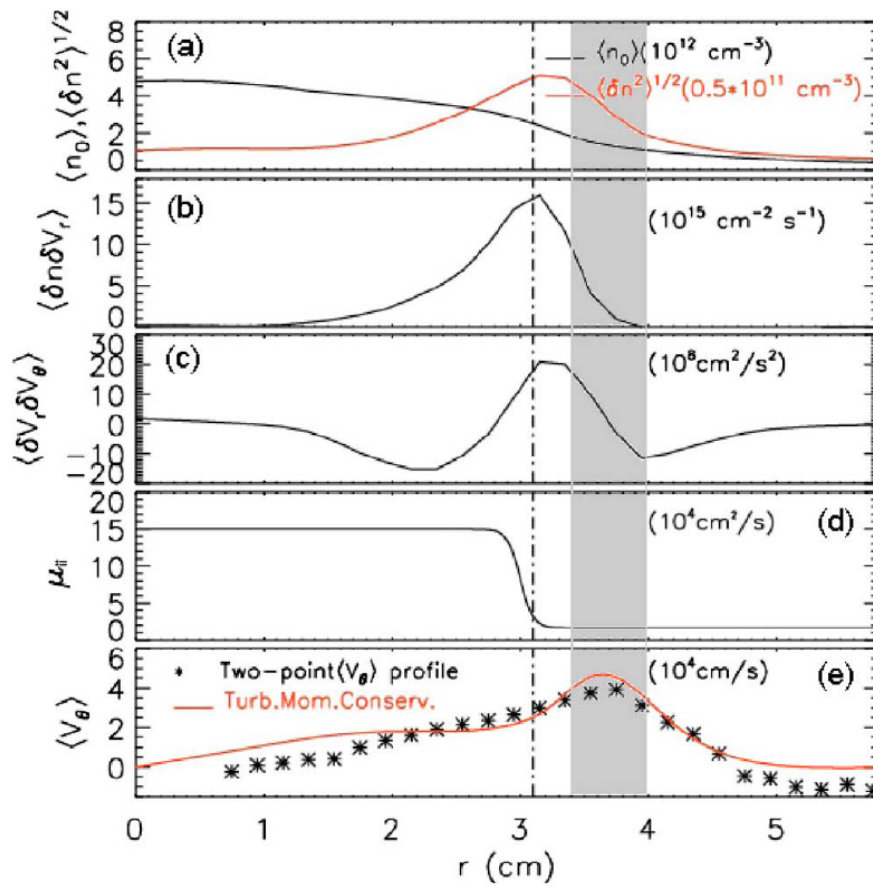 (a)
⟨n₀⟩,⟨δn²⟩^1/2
8
6
4
2
0
⟨n₀⟩(10¹² cm⁻³)
⟨δn²⟩^1/2(0.5*10¹¹ cm⁻³)
(b)
⟨δnδVᵣ⟩
15
10
5
0
(10¹⁵ cm⁻² s⁻¹)
(c)
⟨δVᵣδV_θ⟩
30
20
10
0
-10
-20
(10⁸cm²/s²)
(d)
μᵢᵢ
20
15
10
5
0
(10⁴cm²/s)
(e)
⟨V_θ⟩
6
4
2
0
* Two-point⟨V_θ⟩ profile
Turb.Mom.Conserv.
(10⁴cm/s)
0 1 2 3 4 5
r (cm)